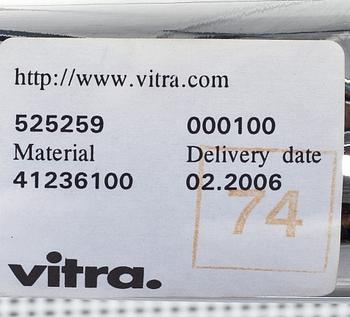 http://www.vitra.com
525259 000100
Material Delivery date
41236100 02.2006
74
vitra.